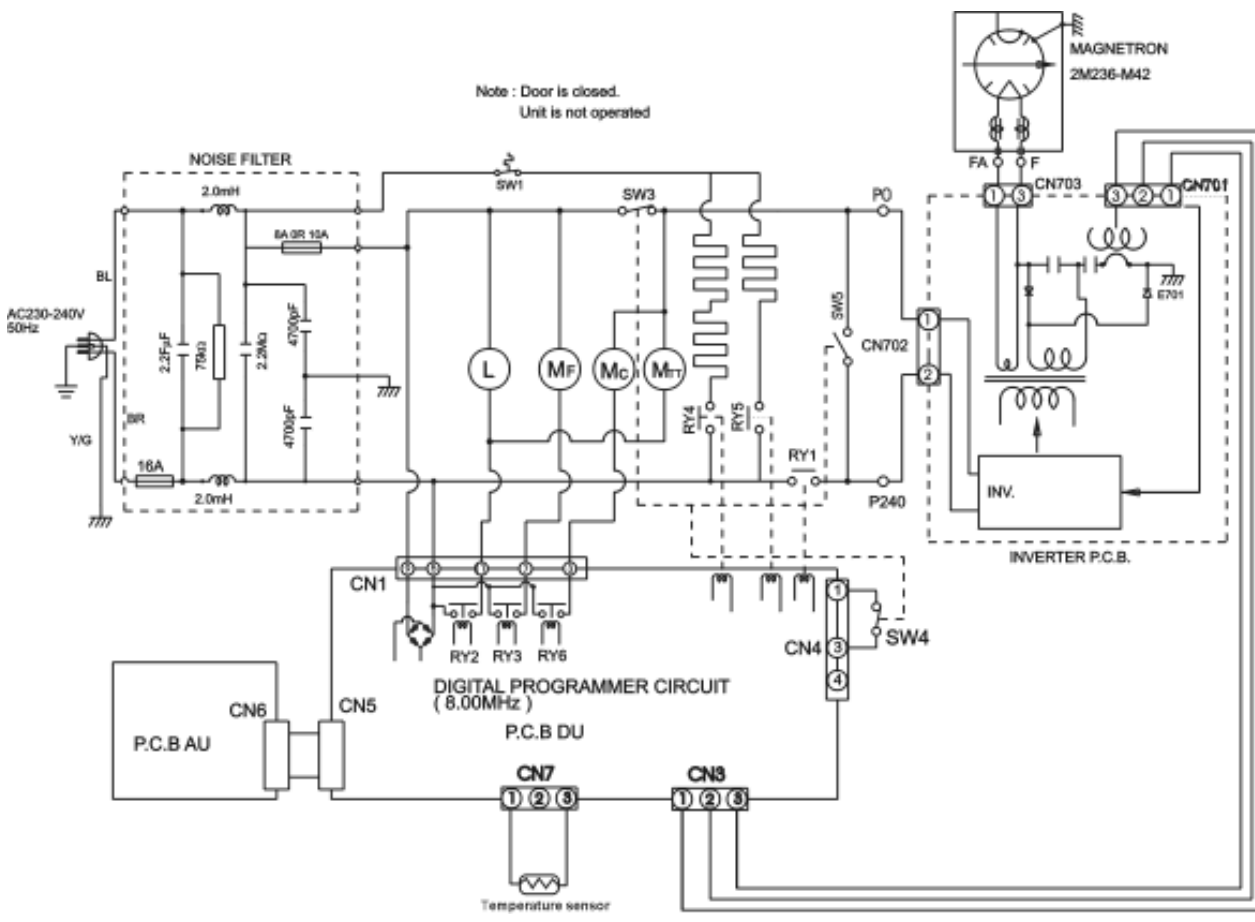 MAGNETRON
2M236-M42
Note : Door is closed.
Unit is not operated
NOISE FILTER
2.0mH
SW1
FA
F
CN703
1
3
CN701
3
2
1
SW3
PO
8A 0R 10A
BL
AC230-240V
50Hz
2.2FµF
75kΩ
2.2MΩ
4700pF
4700pF
E701
SW5
CN702
1
2
L
MF
MC
MTT
RY4
RY5
BR
Y/G
16A
2.0mH
RY1
P240
INV.
INVERTER P.C.B.
CN1
RY2
RY3
RY6
CN4
1
3
4
SW4
DIGITAL PROGRAMMER CIRCUIT
( 8.00MHz )
P.C.B DU
CN6
CN5
P.C.B AU
CN7
1
2
3
CN3
1
2
3
Temperature sensor